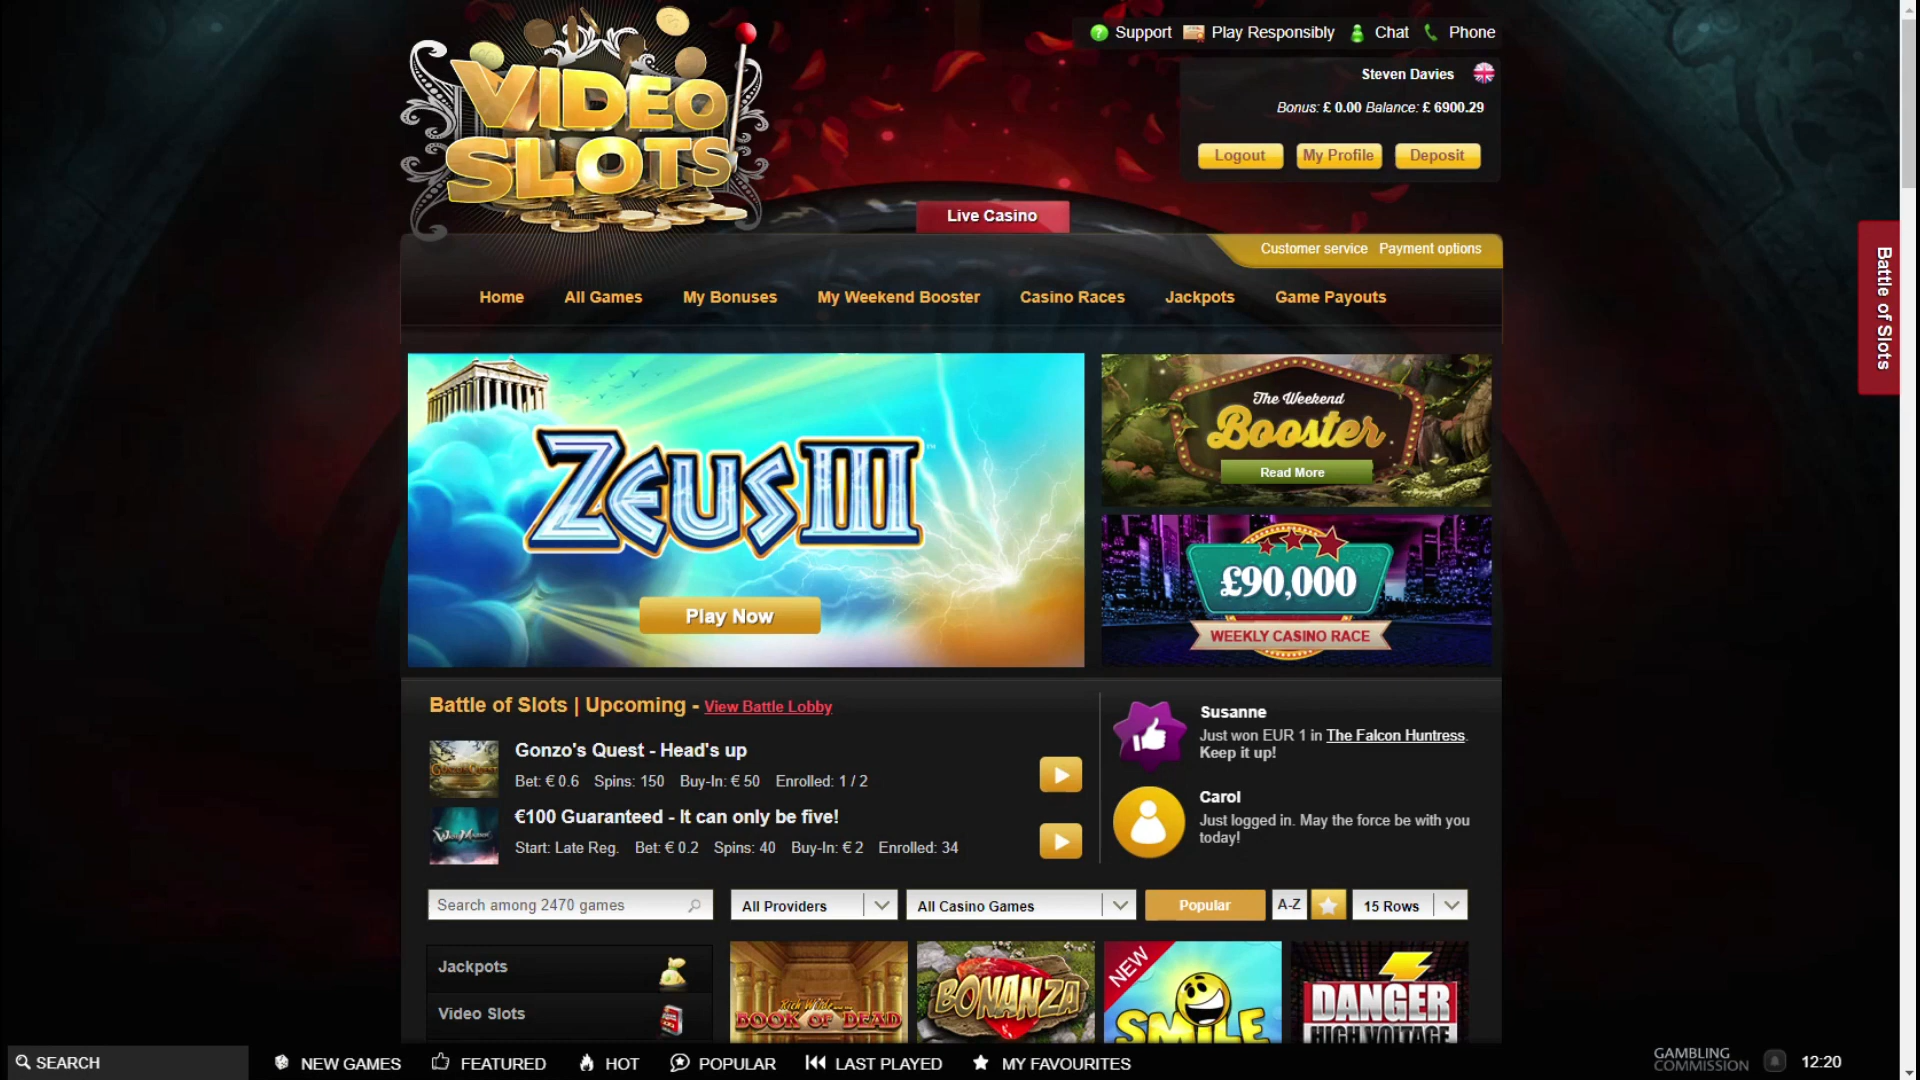 VIDEO
SLOTS
Support Play Responsibly Chat Phone
Steven Davies
Bonus: £ 0.00 Balance: £ 6900.29
Logout My Profile Deposit
Live Casino
Customer service Payment options
Home All Games My Bonuses My Weekend Booster Casino Races Jackpots Game Payouts
Battle of Slots
ZEUS III™
Play Now
The Weekend
Booster
Read More
£90,000
WEEKLY CASINO RACE
Battle of Slots | Upcoming - View Battle Lobby
Gonzo's Quest - Head's up
Bet: € 0.6 Spins: 150 Buy-In: € 50 Enrolled: 1 / 2
€100 Guaranteed - It can only be five!
Start: Late Reg. Bet: € 0.2 Spins: 40 Buy-In: € 2 Enrolled: 34
Susanne
Just won EUR 1 in The Falcon Huntress.
Keep it up!
Carol
Just logged in. May the force be with you
today!
Search among 2470 games All Providers All Casino Games Popular A-Z 15 Rows
Jackpots
Video Slots
Rich Wilde and the
BOOK OF DEAD
BONANZA
NEW
SMILE
DANGER
HIGH VOLTAGE
SEARCH NEW GAMES FEATURED HOT POPULAR LAST PLAYED MY FAVOURITES
GAMBLING
COMMISSION
12:20